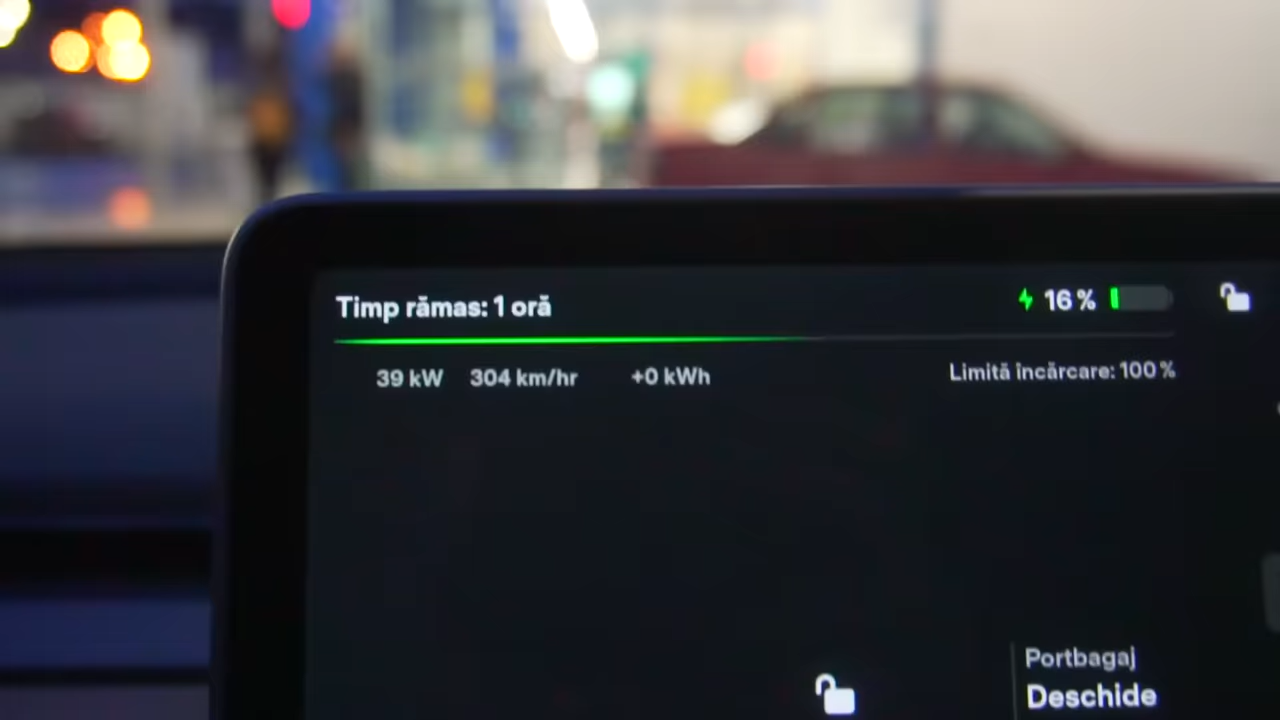 Timp rămas: 1 oră
16 %
39 kW 304 km/hr +0 kWh
Limită încărcare: 100 %
Portbagaj
Deschide